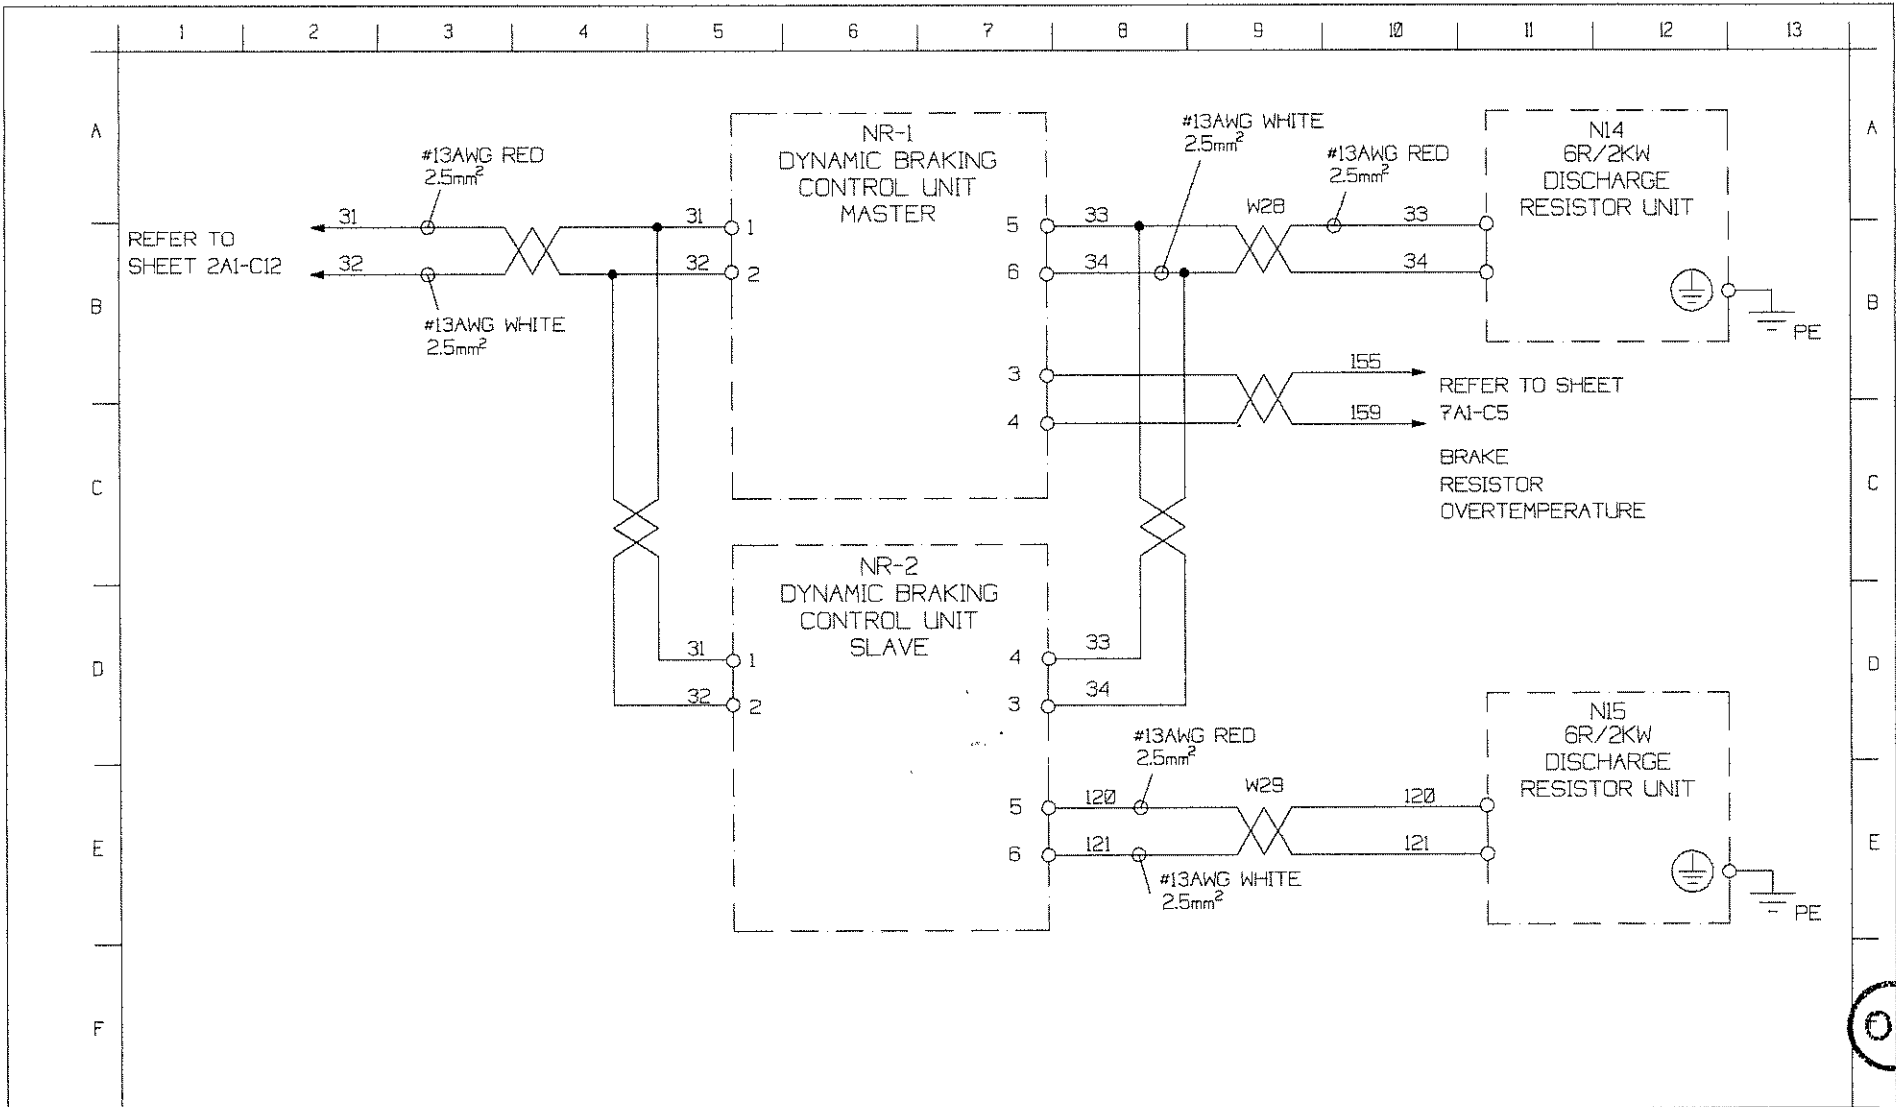 1 2 3 4 5 6 7 8 9 10 11 12 13
A
NR-1
DYNAMIC BRAKING
CONTROL UNIT
MASTER
#13AWG WHITE
2.5mm²
N14
6R/2KW
DISCHARGE
RESISTOR UNIT
A
#13AWG RED
2.5mm²
#13AWG RED
2.5mm²
W28
31 31 1 5 33 33
REFER TO
SHEET 2A1-C12
32 32 2 6 34 34
B
#13AWG WHITE
2.5mm²
B
PE
3 155
4 159
REFER TO SHEET
7A1-C5
BRAKE
RESISTOR
OVERTEMPERATURE
C
C
NR-2
DYNAMIC BRAKING
CONTROL UNIT
SLAVE
D
31 1 4 33
32 2 3 34
D
#13AWG RED
2.5mm²
N15
6R/2KW
DISCHARGE
RESISTOR UNIT
W29
5 120 120
6 121 121
E
#13AWG WHITE
2.5mm²
E
PE
F